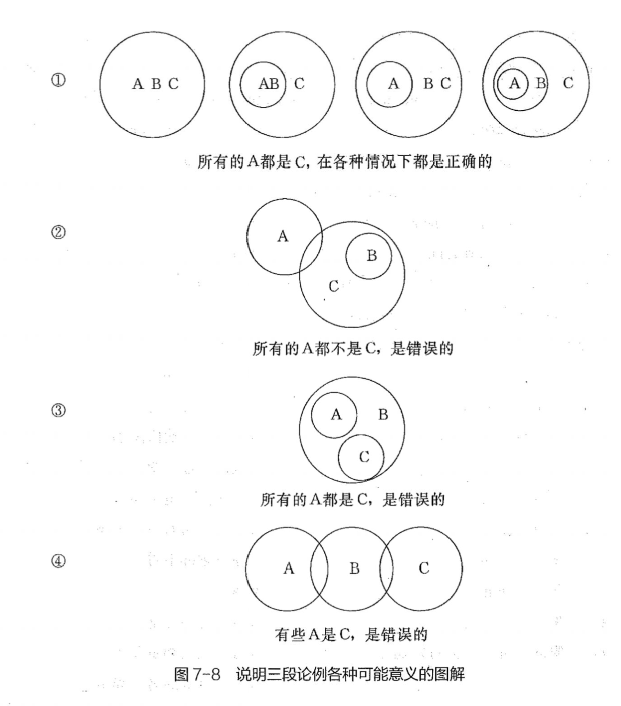 ①
A B C
AB C
A B C
A B C
所有的A都是C，在各种情况下都是正确的
②
A
B
C
所有的A都不是C，是错误的
③
A B
C
所有的A都是C，是错误的
④
A B C
有些A是C，是错误的
图7-8 说明三段论例各种可能意义的图解